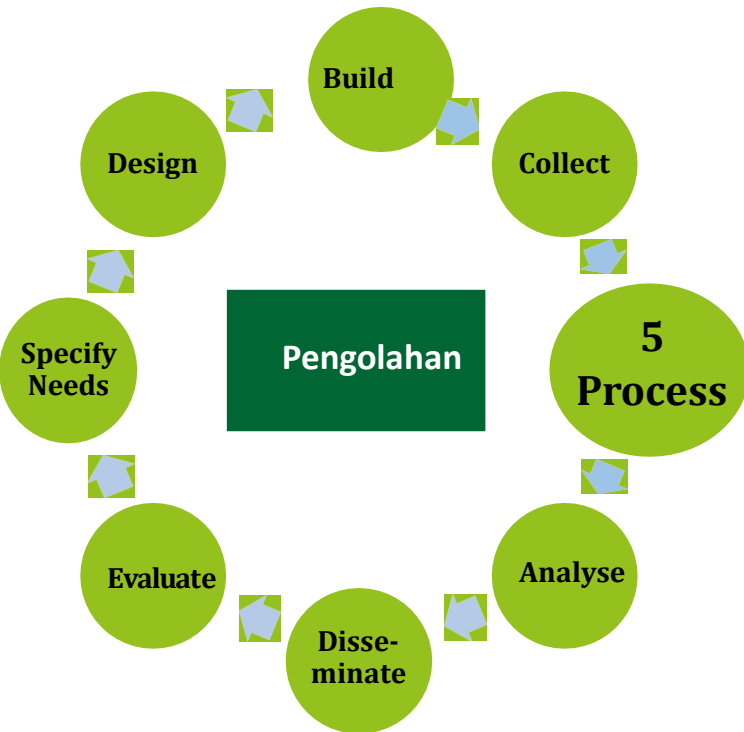 Build
Design
Collect
Specify
Needs
Pengolahan
5
Process
Evaluate
Analyse
Disse-
minate